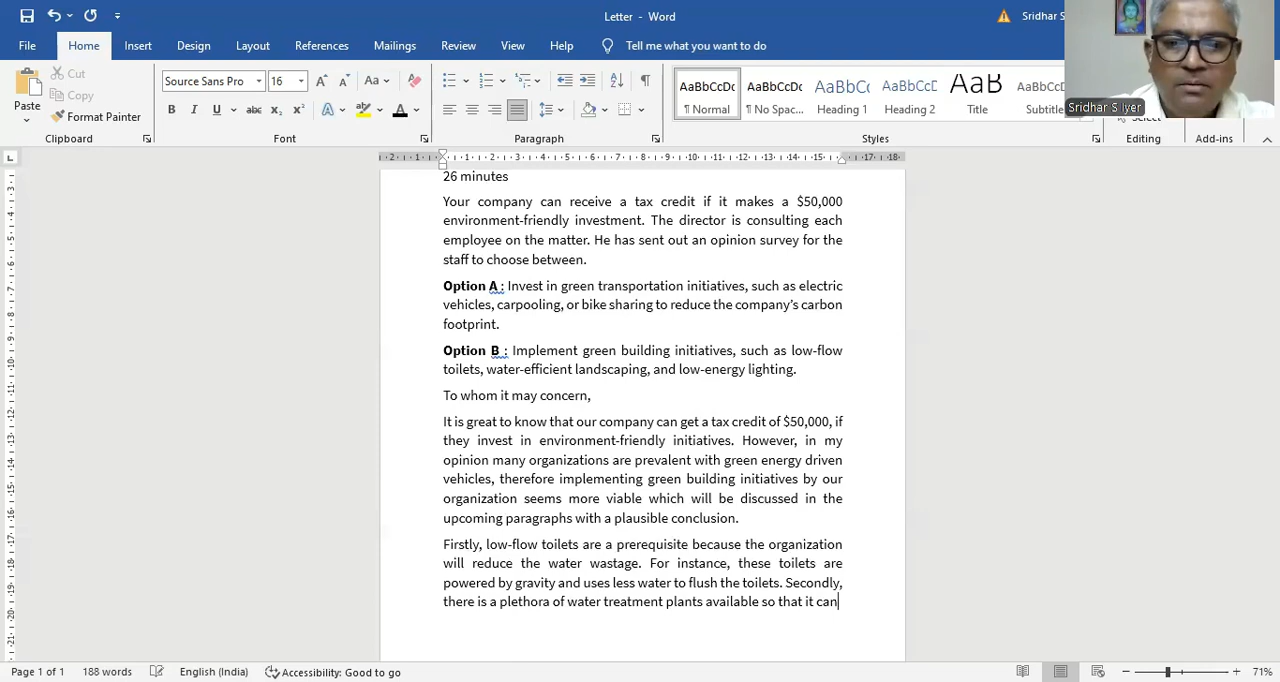 Letter - Word
Sridhar S
File Home Insert Design Layout References Mailings Review View Help Tell me what you want to do
Sridhar S Iyer
Paste
Cut
Copy
Format Painter
Clipboard
Source Sans Pro 16
Font
Paragraph
AaBbCcDc AaBbCcDc AaBbCc AaBbCcD AaB AaBbCcD
¶ Normal ¶ No Spac... Heading 1 Heading 2 Title Subtitle
Styles
Select
Editing
Add-ins
26 minutes
Your company can receive a tax credit if it makes a $50,000
environment-friendly investment. The director is consulting each
employee on the matter. He has sent out an opinion survey for the
staff to choose between.
Option A : Invest in green transportation initiatives, such as electric
vehicles, carpooling, or bike sharing to reduce the company's carbon
footprint.
Option B : Implement green building initiatives, such as low-flow
toilets, water-efficient landscaping, and low-energy lighting.
To whom it may concern,
It is great to know that our company can get a tax credit of $50,000, if
they invest in environment-friendly initiatives. However, in my
opinion many organizations are prevalent with green energy driven
vehicles, therefore implementing green building initiatives by our
organization seems more viable which will be discussed in the
upcoming paragraphs with a plausible conclusion.
Firstly, low-flow toilets are a prerequisite because the organization
will reduce the water wastage. For instance, these toilets are
powered by gravity and uses less water to flush the toilets. Secondly,
there is a plethora of water treatment plants available so that it can
Page 1 of 1 188 words English (India) Accessibility: Good to go 71%